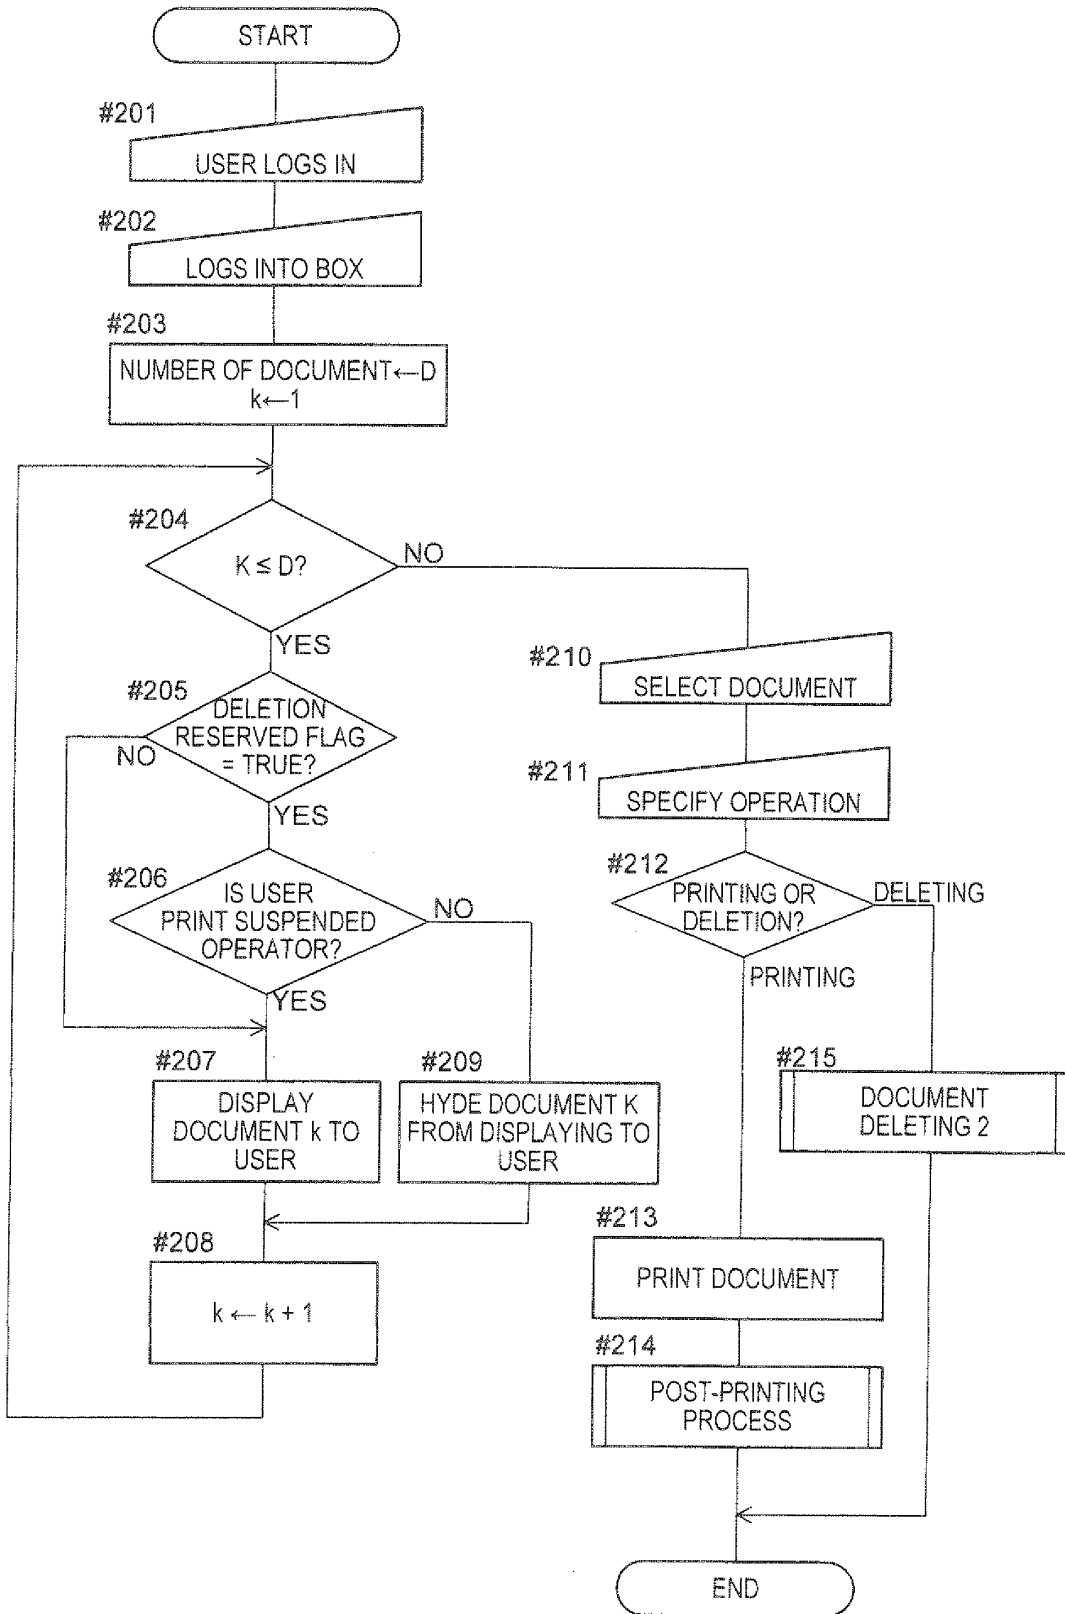 START
#201
USER LOGS IN
#202
LOGS INTO BOX
#203
NUMBER OF DOCUMENT←D
k←1
#204
K ≤ D?
NO
YES
#205
DELETION
RESERVED FLAG
= TRUE?
NO
YES
#206
IS USER
PRINT SUSPENDED
OPERATOR?
NO
YES
#207
DISPLAY
DOCUMENT k TO
USER
#209
HYDE DOCUMENT K
FROM DISPLAYING TO
USER
#208
k ← k + 1
#210
SELECT DOCUMENT
#211
SPECIFY OPERATION
#212
PRINTING OR
DELETION?
DELETING
PRINTING
#215
DOCUMENT
DELETING 2
#213
PRINT DOCUMENT
#214
POST-PRINTING
PROCESS
END